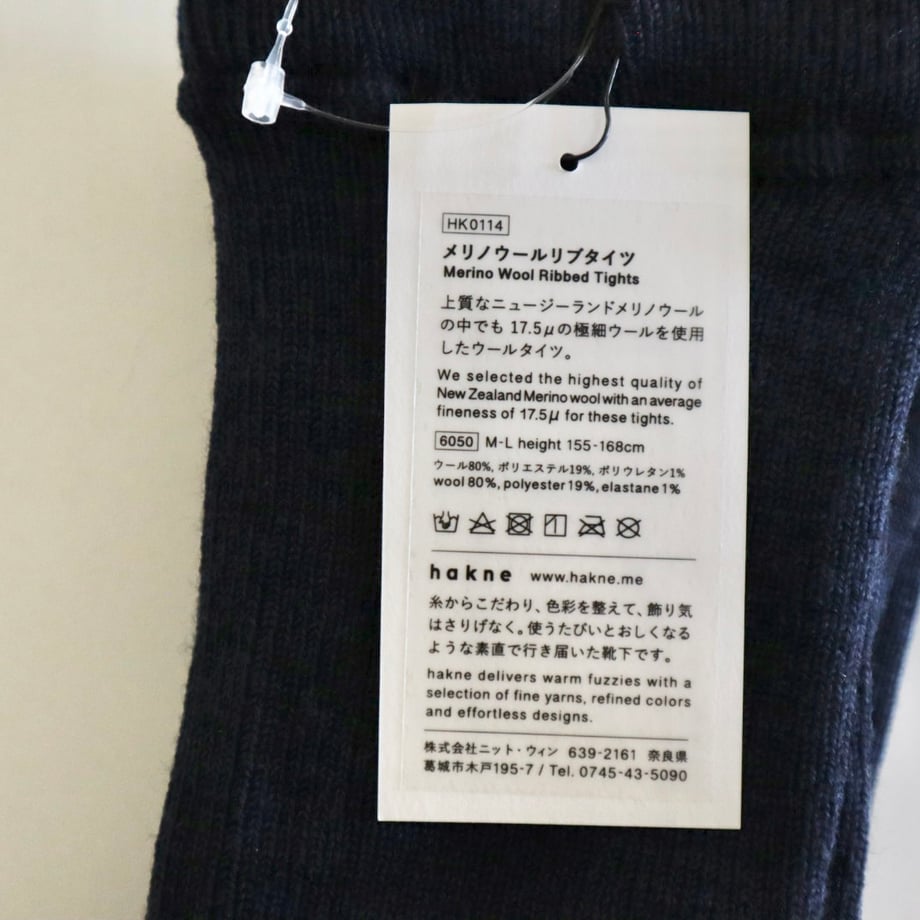 HK0114
メリノウールリブタイツ
Merino Wool Ribbed Tights
上質なニュージーランドメリノウール
の中でも 17.5μの極細ウールを使用
したウールタイツ。
We selected the highest quality of
New Zealand Merino wool with an average
fineness of 17.5μ for these tights.
6050 M-L height 155-168cm
ウール80%, ポリエステル19%, ポリウレタン1%
wool 80%, polyester 19%, elastane 1%
hakne www.hakne.me
糸からこだわり、色彩を整えて、飾り気
はさりげなく。使うたびいとおしくなる
ような素直で行き届いた靴下です。
hakne delivers warm fuzzies with a
selection of fine yarns, refined colors
and effortless designs.
株式会社ニット・ウィン 639-2161 奈良県
葛城市木戸195-7 / Tel. 0745-43-5090